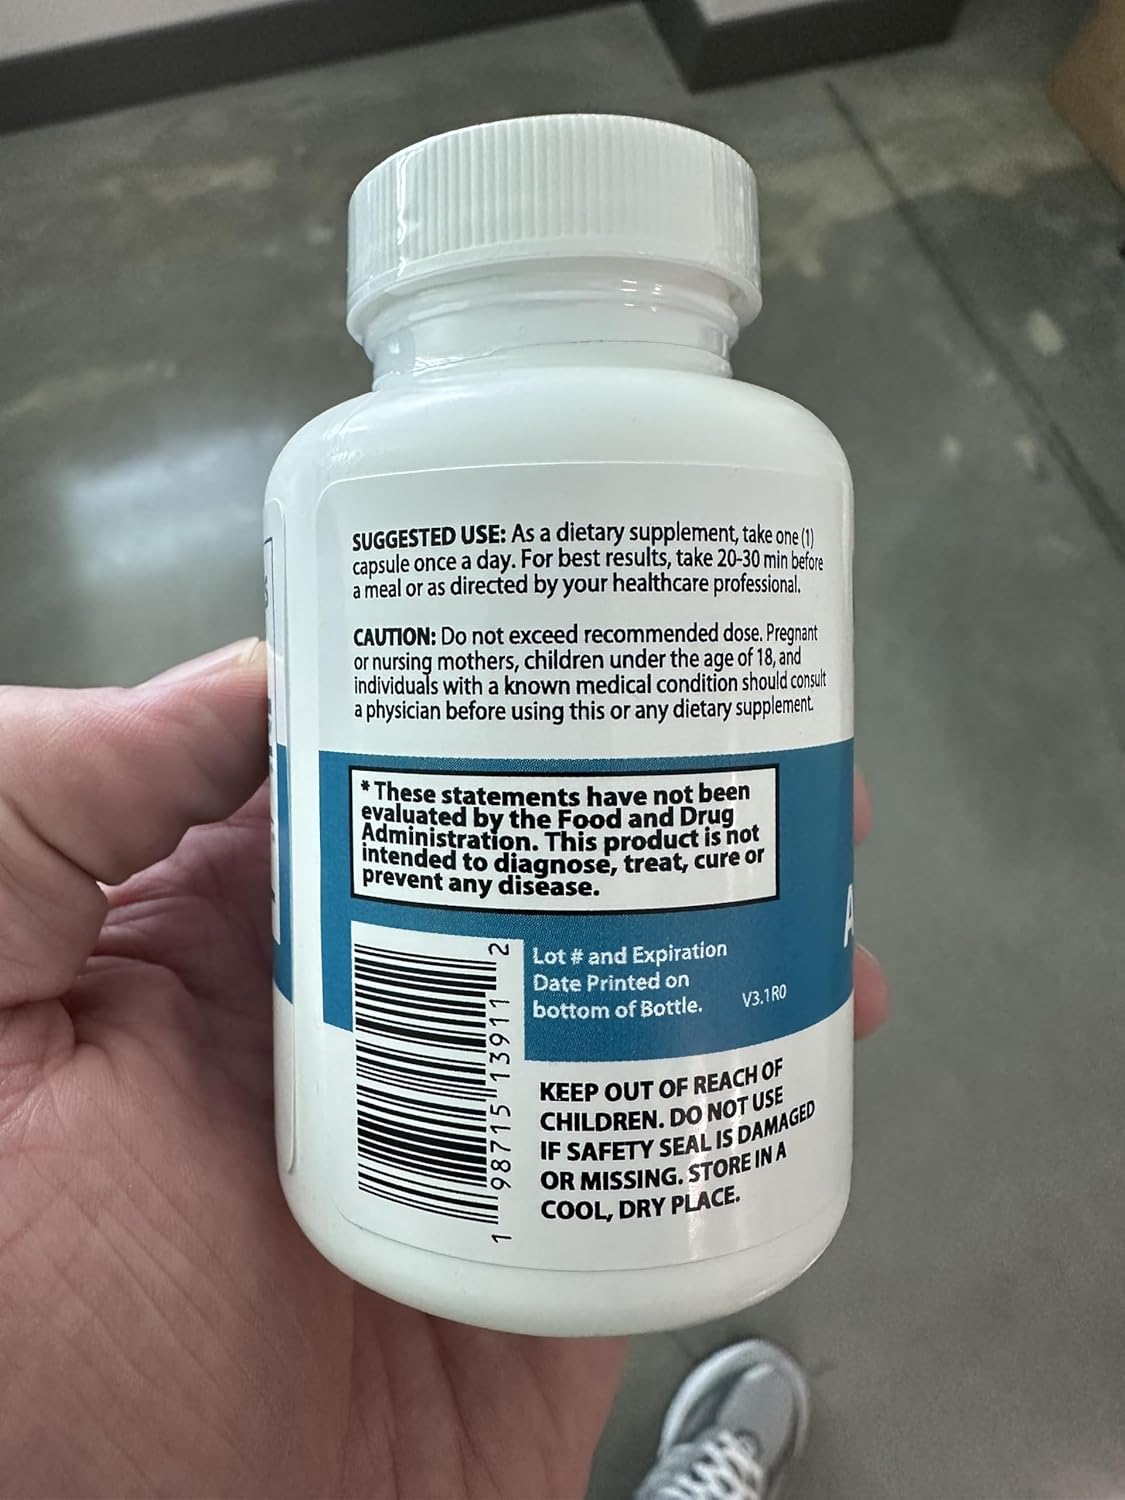 SUGGESTED USE: As a dietary supplement, take one (1)
capsule once a day. For best results, take 20-30 min before
a meal or as directed by your healthcare professional.
CAUTION: Do not exceed recommended dose. Pregnant
or nursing mothers, children under the age of 18, and
individuals with a known medical condition should consult
a physician before using this or any dietary supplement.
* These statements have not been
evaluated by the Food and Drug
Administration. This product is not
intended to diagnose, treat, cure or
prevent any disease.
1 98715 13911 2
Lot # and Expiration
Date Printed on
bottom of Bottle.
V3.1R0
KEEP OUT OF REACH OF
CHILDREN. DO NOT USE
IF SAFETY SEAL IS DAMAGED
OR MISSING. STORE IN A
COOL, DRY PLACE.